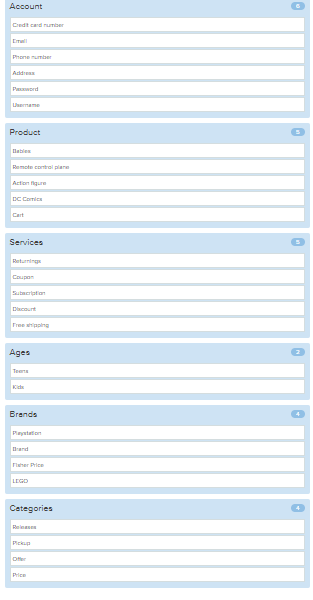 Account 6
Credit card number
Email
Phone number
Address
Password
Username
Product 5
Babies
Remote control plane
Action figure
DC Comics
Cart
Services 5
Returnings
Coupon
Subscription
Discount
Free shipping
Ages 2
Teens
Kids
Brands 4
Playstation
Brand
Fisher Price
LEGO
Categories 4
Releases
Pickup
Offer
Price